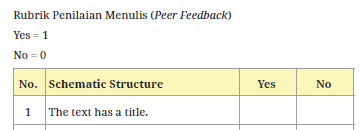 Rubrik Penilaian Menulis (Peer Feedback)
Yes = 1
No = 0
No. Schematic Structure Yes No
1 The text has a title.